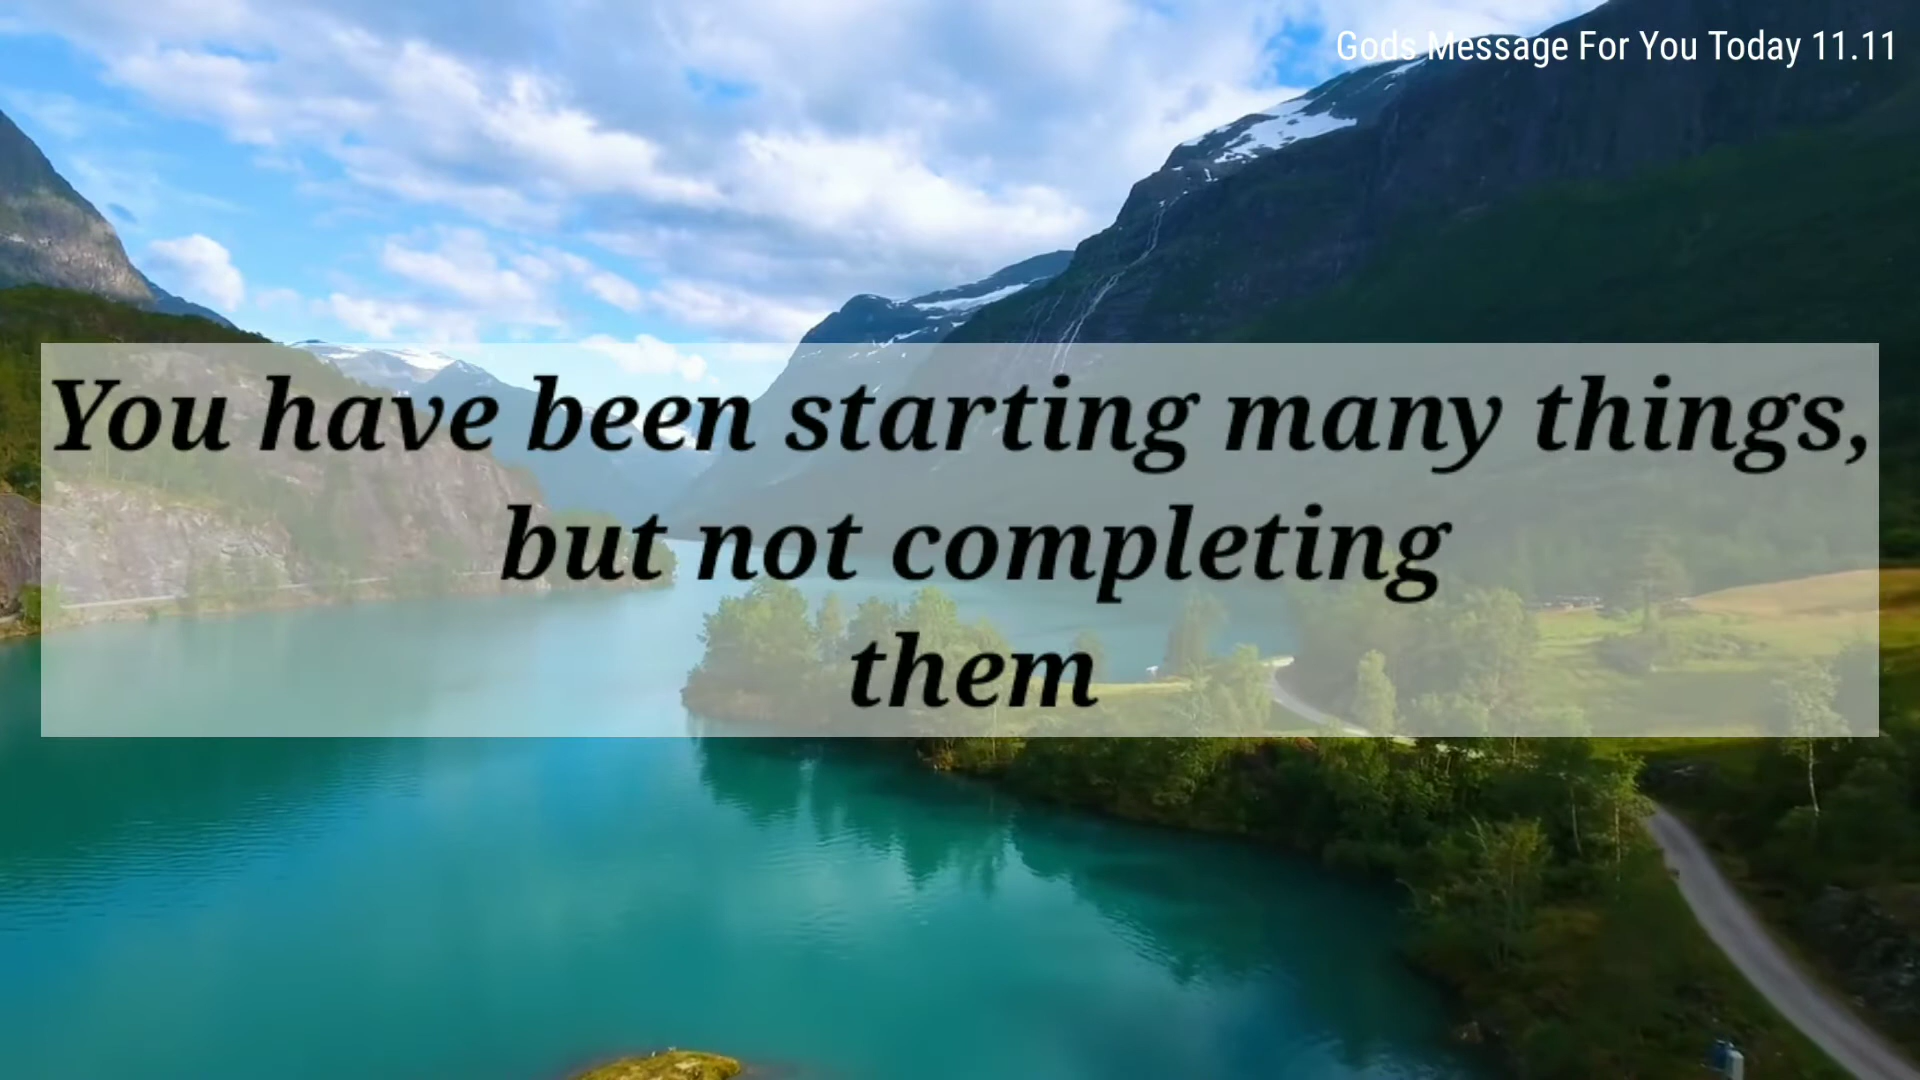 Gods Message For You Today 11.11
You have been starting many things,
but not completing
them